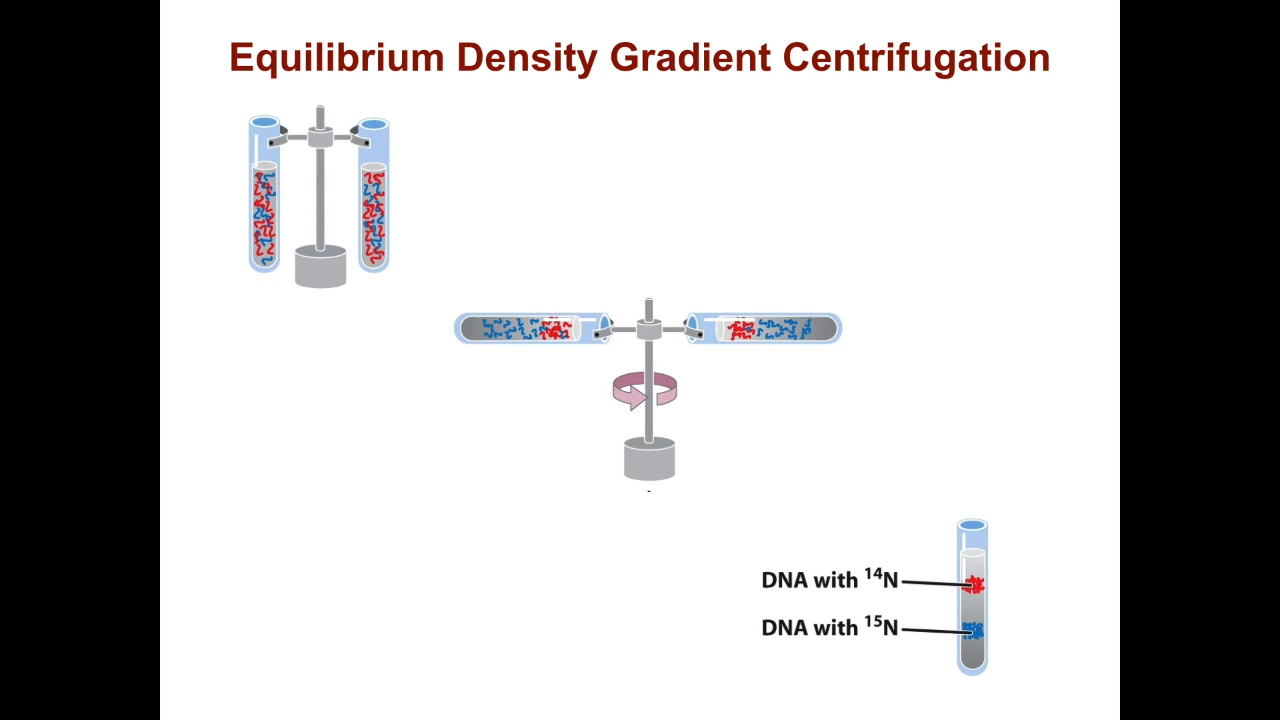 Equilibrium Density Gradient Centrifugation
DNA with ¹⁴N
DNA with ¹⁵N